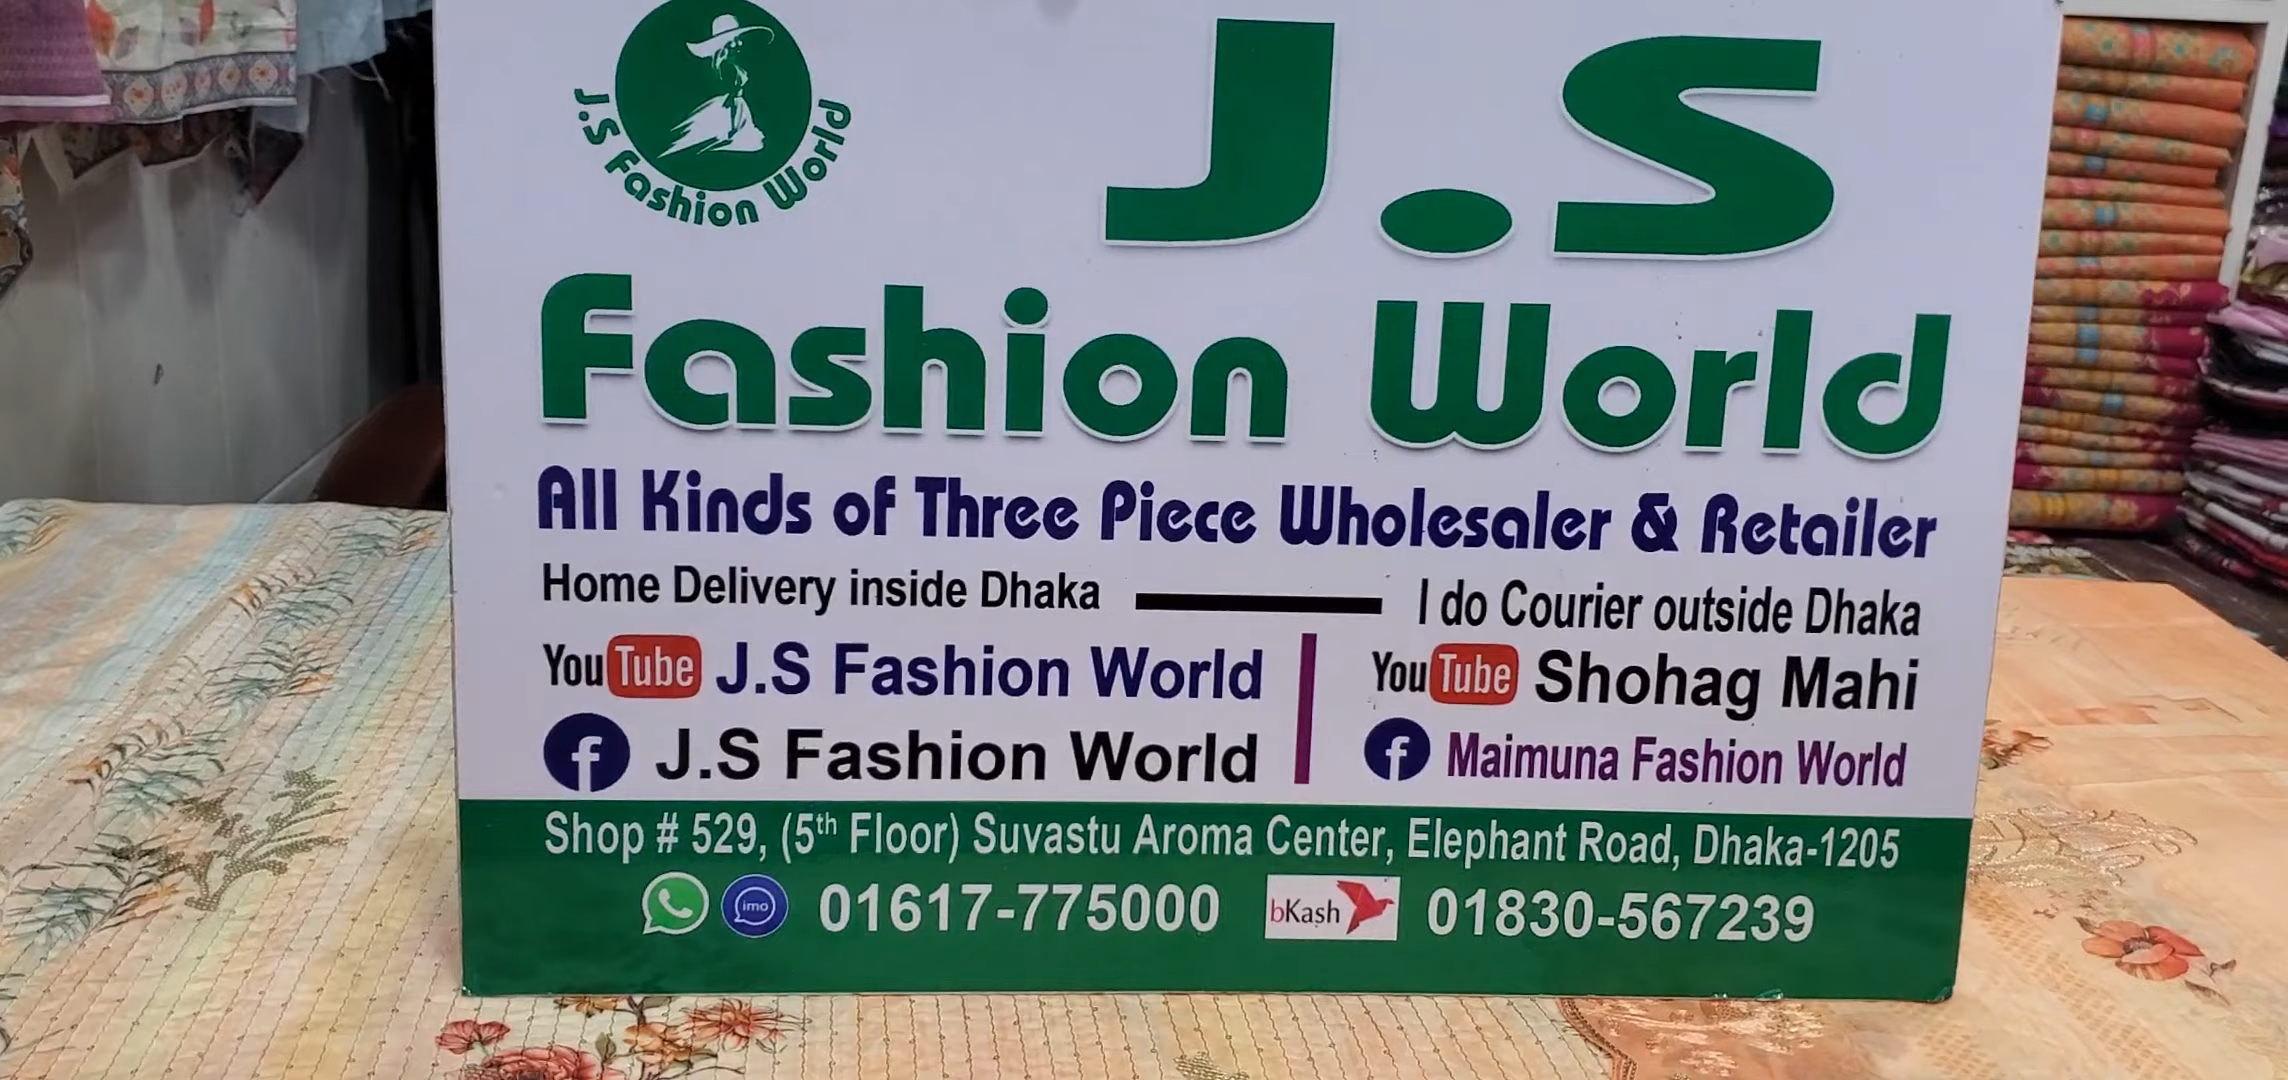 J.S Fashion World
J.S
Fashion World
All Kinds of Three Piece Wholesaler & Retailer
Home Delivery inside Dhaka I do Courier outside Dhaka
YouTube J.S Fashion World YouTube Shohag Mahi
J.S Fashion World Maimuna Fashion World
Shop # 529, (5th Floor) Suvastu Aroma Center, Elephant Road, Dhaka-1205
imo 01617-775000 bKash 01830-567239